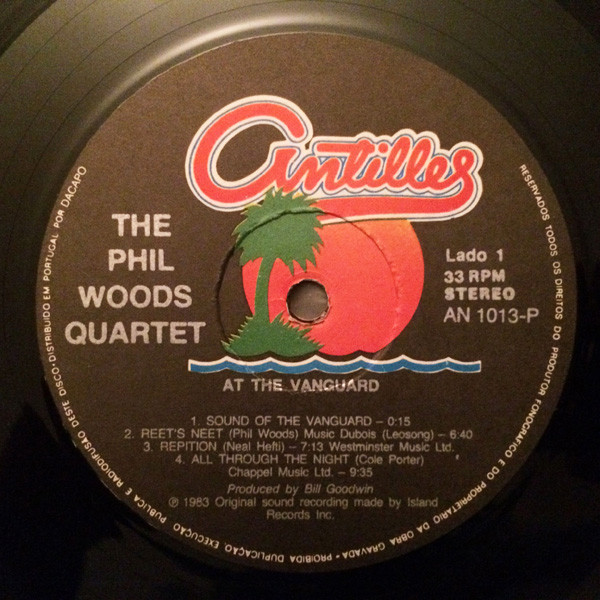 Antilles
THE
PHIL
WOODS
QUARTET
Lado 1
33 RPM
STEREO
AN 1013-P
AT THE VANGUARD
1. SOUND OF THE VANGUARD – 0:15
2. REET'S NEET (Phil Woods) Music Dubois (Leosong) – 6:40
3. REPITION (Neal Hefti) – 7:13 Westminster Music Ltd.
4. ALL THROUGH THE NIGHT (Cole Porter)
Chappel Music Ltd. – 9:35
Produced by Bill Goodwin
℗ 1983 Original sound recording made by Island
Records Inc.
RESERVADOS TODOS OS DIREITOS DO PRODUTOR FONOGRÁFICO E DO PROPRIETÁRIO DA OBRA GRAVADA - PROIBIDA DUPLICAÇÃO, EXECUÇÃO PÚBLICA E RADIODIFUSÃO DESTE DISCO - DISTRIBUIDO EM PORTUGAL POR DACAPO